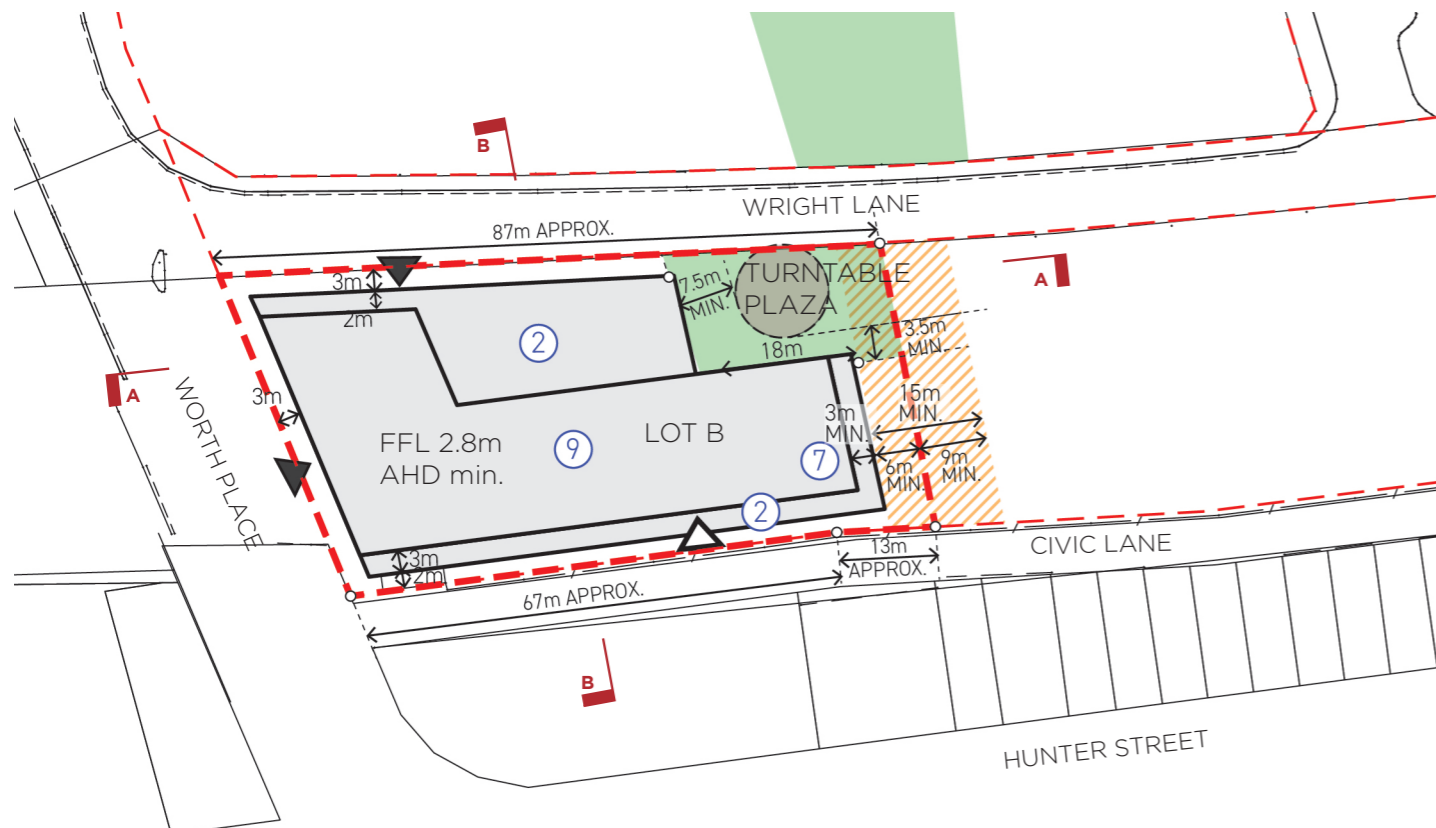 B
WRIGHT LANE
87m APPROX.
A
3m
2m
7.5m
MIN.
TURNTABLE
PLAZA
3.5m
MIN.
18m
2
A
WORTH PLACE
3m
15m
MIN.
3m
MIN.
FFL 2.8m
AHD min.
9
LOT B
7
6m
MIN.
9m
MIN.
2
3m
2m
13m
APPROX.
CIVIC LANE
67m APPROX.
B
HUNTER STREET